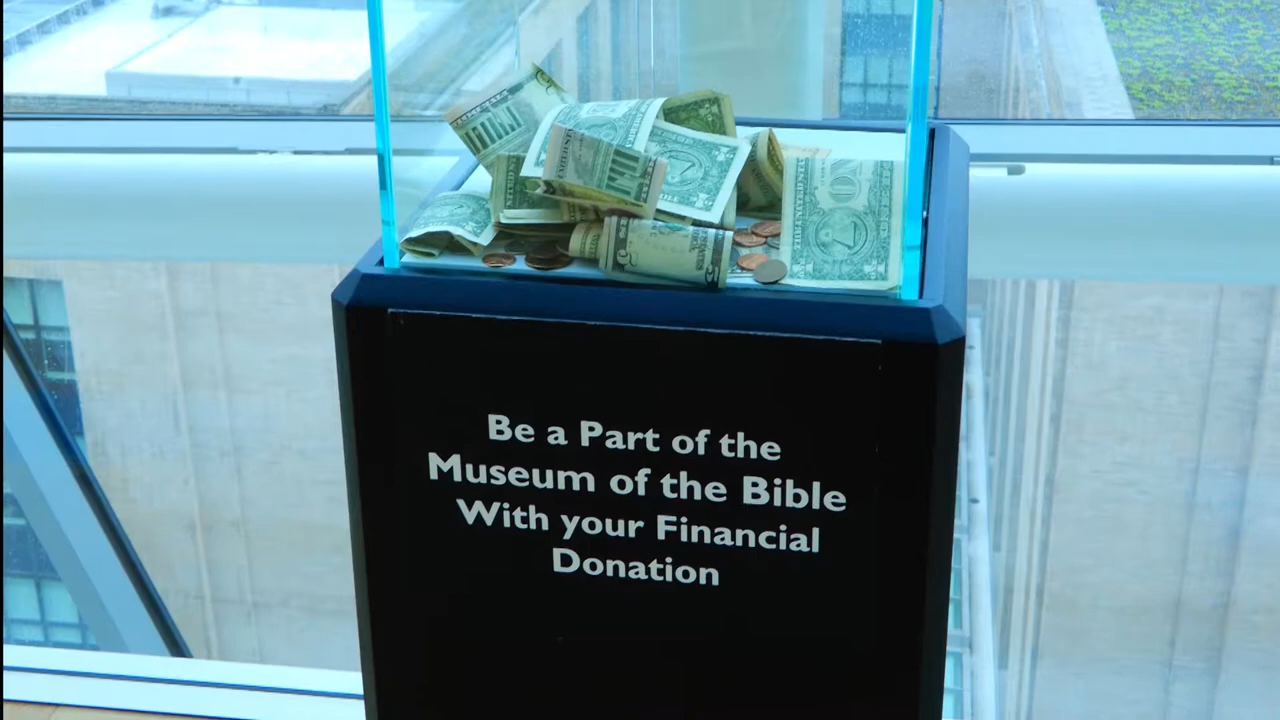 Be a Part of the
Museum of the Bible
With your Financial
Donation